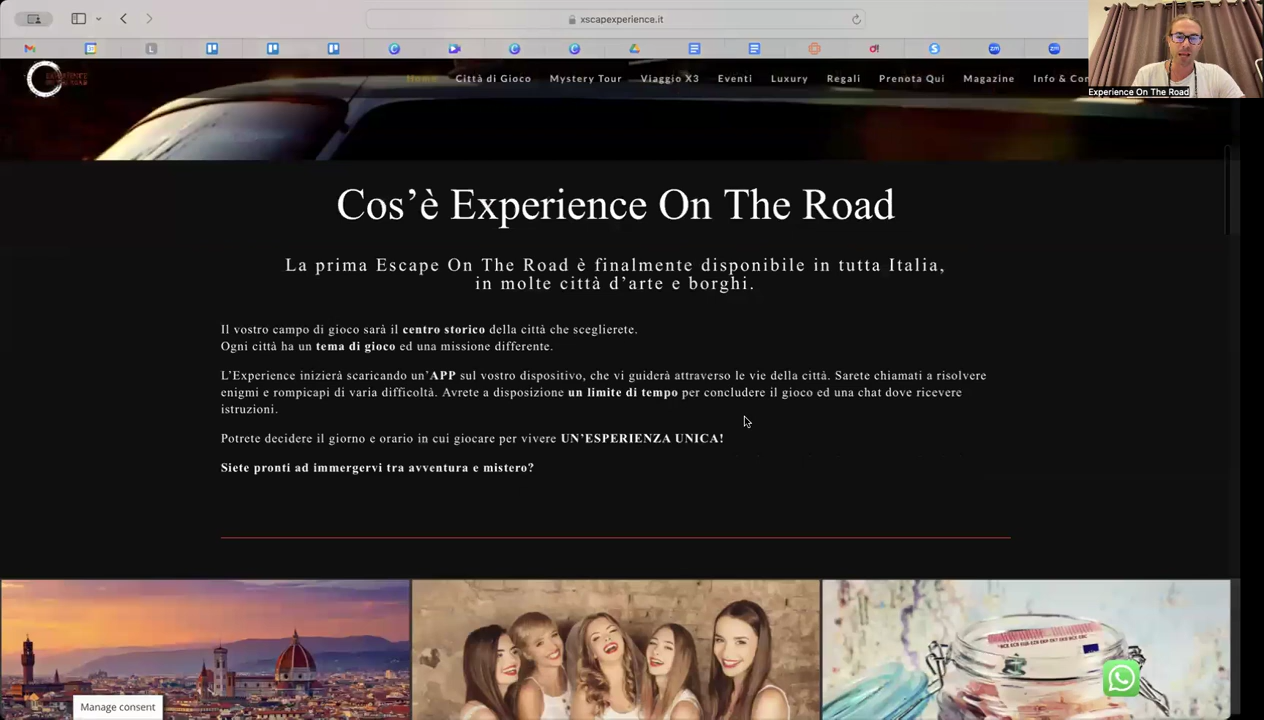 xscapexperience.it
Home Città di Gioco Mystery Tour Viaggio X3 Eventi Luxury Regali Prenota Qui Magazine Info & Con
Experience On The Road
Cos’è Experience On The Road
La prima Escape On The Road è finalmente disponibile in tutta Italia,
in molte città d’arte e borghi.
Il vostro campo di gioco sarà il centro storico della città che sceglierete.
Ogni città ha un tema di gioco ed una missione differente.
L’Experience inizierà scaricando un’APP sul vostro dispositivo, che vi guiderà attraverso le vie della città. Sarete chiamati a risolvere
enigmi e rompicapi di varia difficoltà. Avrete a disposizione un limite di tempo per concludere il gioco ed una chat dove ricevere
istruzioni.
Potrete decidere il giorno e orario in cui giocare per vivere UN’ESPERIENZA UNICA!
Siete pronti ad immergervi tra avventura e mistero?
Manage consent